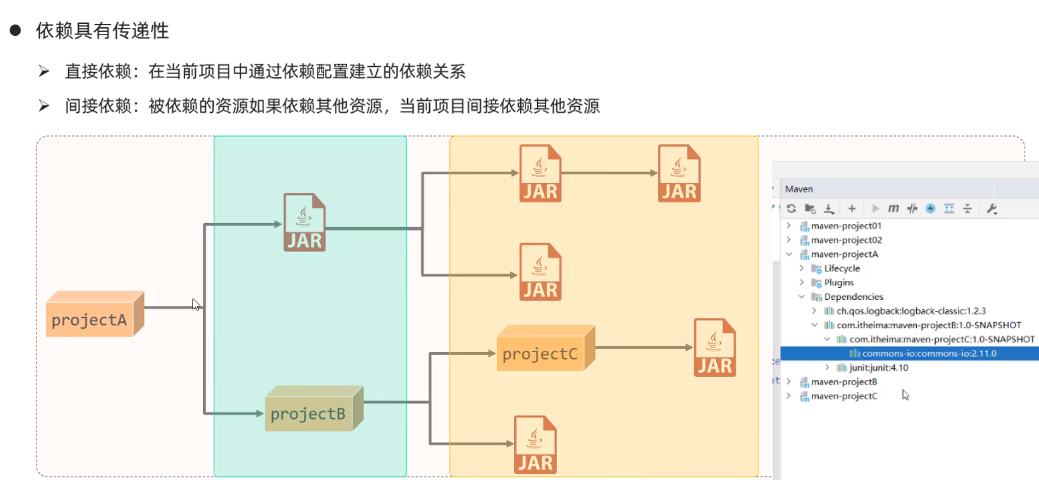 依赖具有传递性
直接依赖：在当前项目中通过依赖配置建立的依赖关系
间接依赖：被依赖的资源如果依赖其他资源，当前项目间接依赖其他资源
JAR
JAR
JAR
JAR
projectA
projectC
JAR
projectB
JAR
Maven
maven-project01
maven-project02
maven-projectA
Lifecycle
Plugins
Dependencies
ch.qos.logback:logback-classic:1.2.3
com.itheima:maven-projectB:1.0-SNAPSHOT
com.itheima:maven-projectC:1.0-SNAPSHOT
commons-io:commons-io:2.11.0
junit:junit:4.10
maven-projectB
maven-projectC